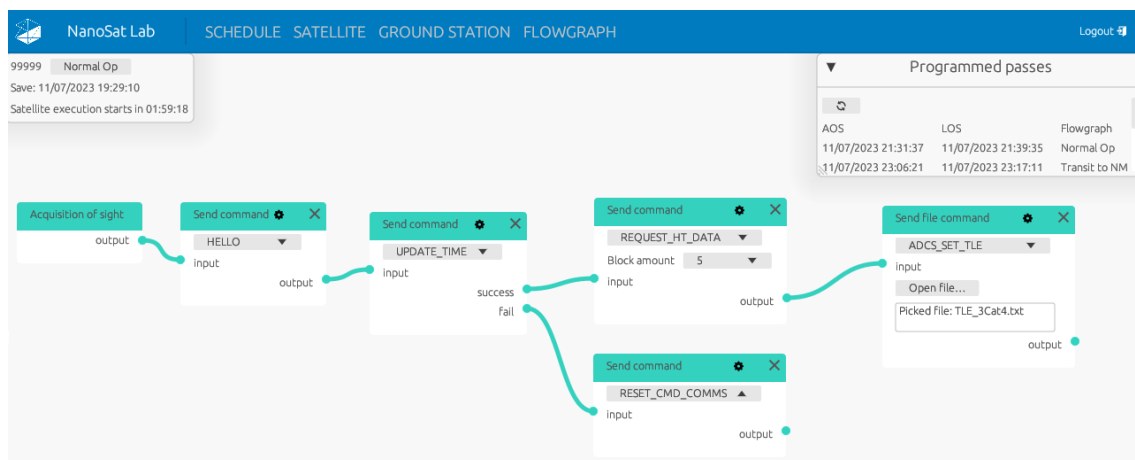 NanoSat Lab SCHEDULE SATELLITE GROUND STATION FLOWGRAPH Logout
99999 Normal Op
Save: 11/07/2023 19:29:10
Satellite execution starts in 01:59:18
Programmed passes
AOS LOS Flowgraph
11/07/2023 21:31:37 11/07/2023 21:39:35 Normal Op
11/07/2023 23:06:21 11/07/2023 23:17:11 Transit to NM
Acquisition of sight
output
Send command
HELLO
input
output
Send command
UPDATE_TIME
input
success
fail
Send command
REQUEST_HT_DATA
Block amount 5
input
output
Send command
RESET_CMD_COMMS
input
output
Send file command
ADCS_SET_TLE
input
Open file...
Picked file: TLE_3Cat4.txt
output